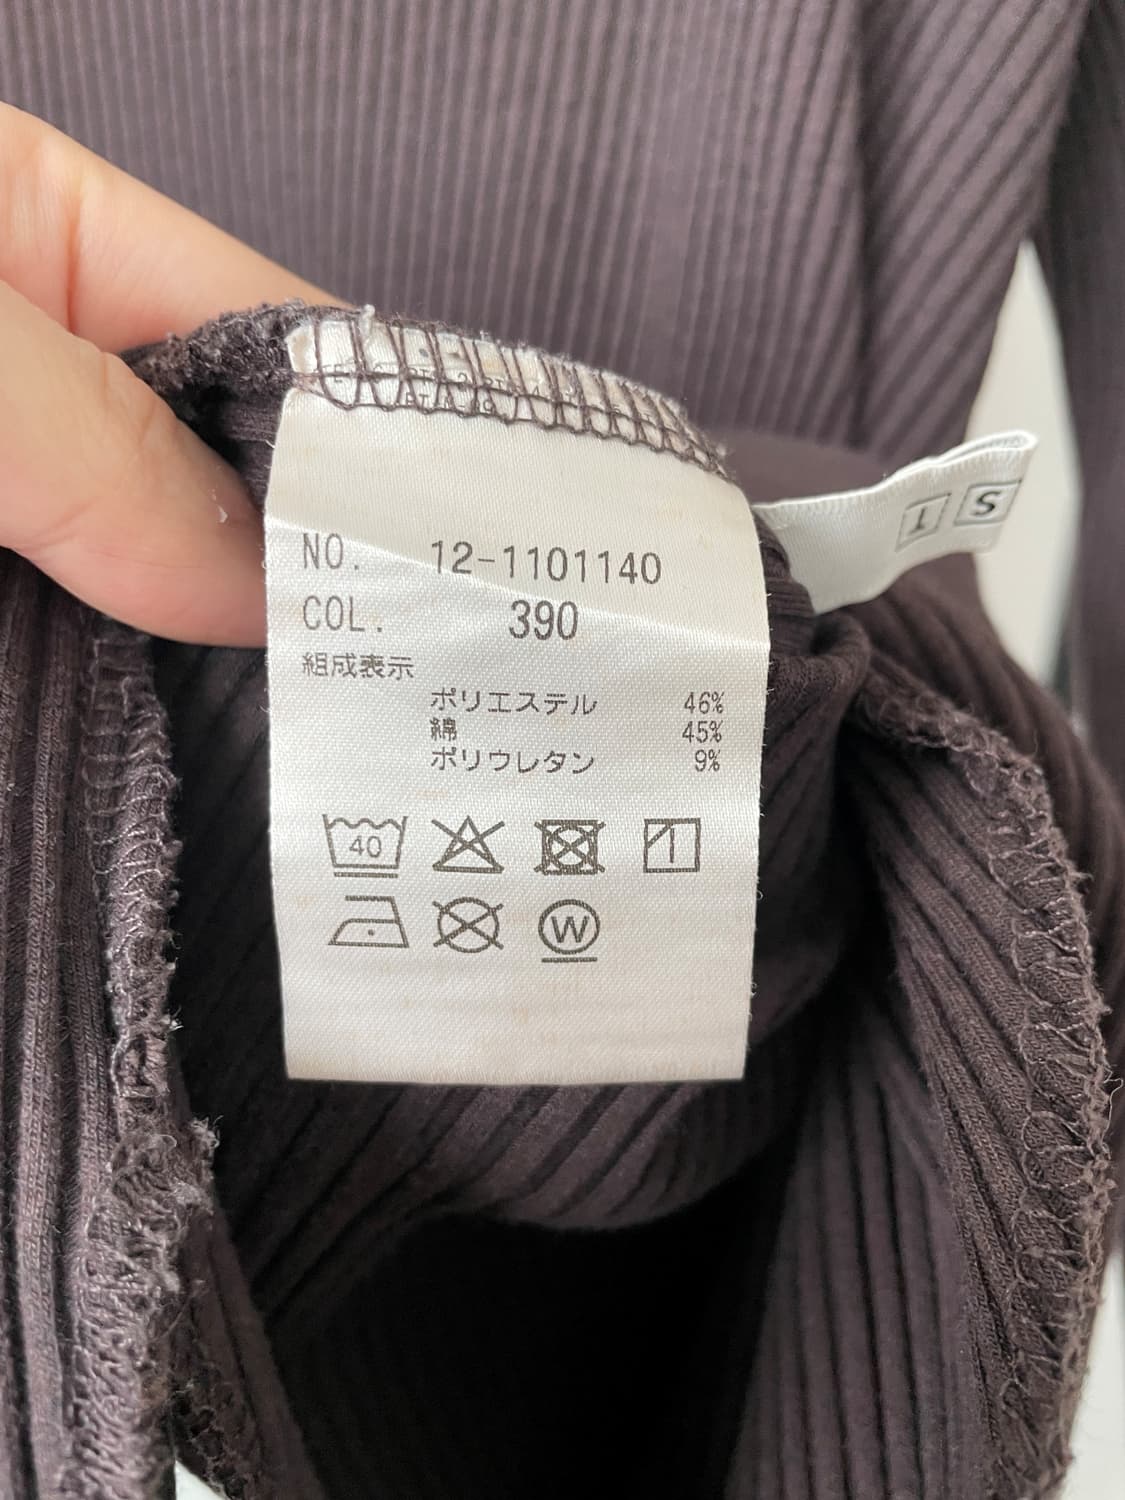 NO. 12-1101140
COL. 390
組成表示
ポリエステル 46%
綿 45%
ポリウレタン 9%
40
W
S